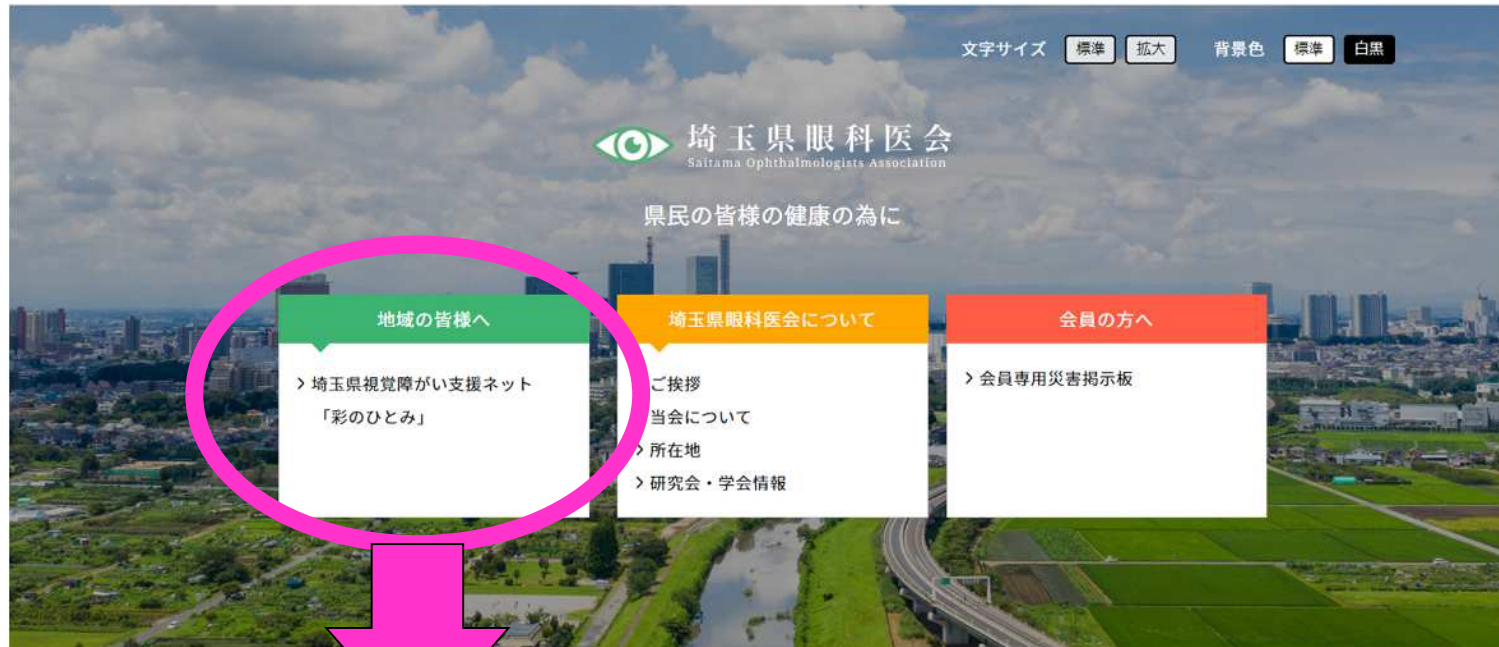 文字サイズ 標準 拡大 背景色 標準 白黒
埼玉県眼科医会
Saitama Ophthalmologists Association
県民の皆様の健康の為に
地域の皆様へ
> 埼玉県視覚障がい支援ネット
「彩のひとみ」
埼玉県眼科医会について
ご挨拶
当会について
> 所在地
> 研究会・学会情報
会員の方へ
> 会員専用災害掲示板